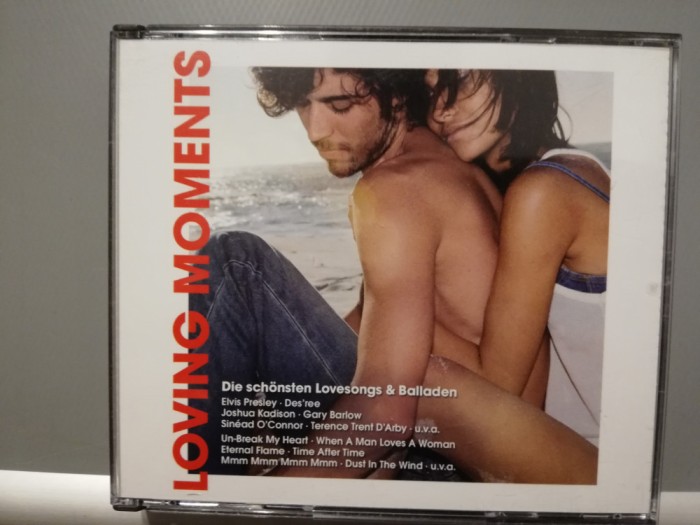 LOVING MOMENTS
Die schönsten Lovesongs & Balladen
Elvis Presley · Des'ree
Joshua Kadison · Gary Barlow
Sinéad O'Connor · Terence Trent D'Arby · u.v.a.
Un-Break My Heart · When A Man Loves A Woman
Eternal Flame · Time After Time
Mmm Mmm Mmm Mmm · Dust In The Wind · u.v.a.